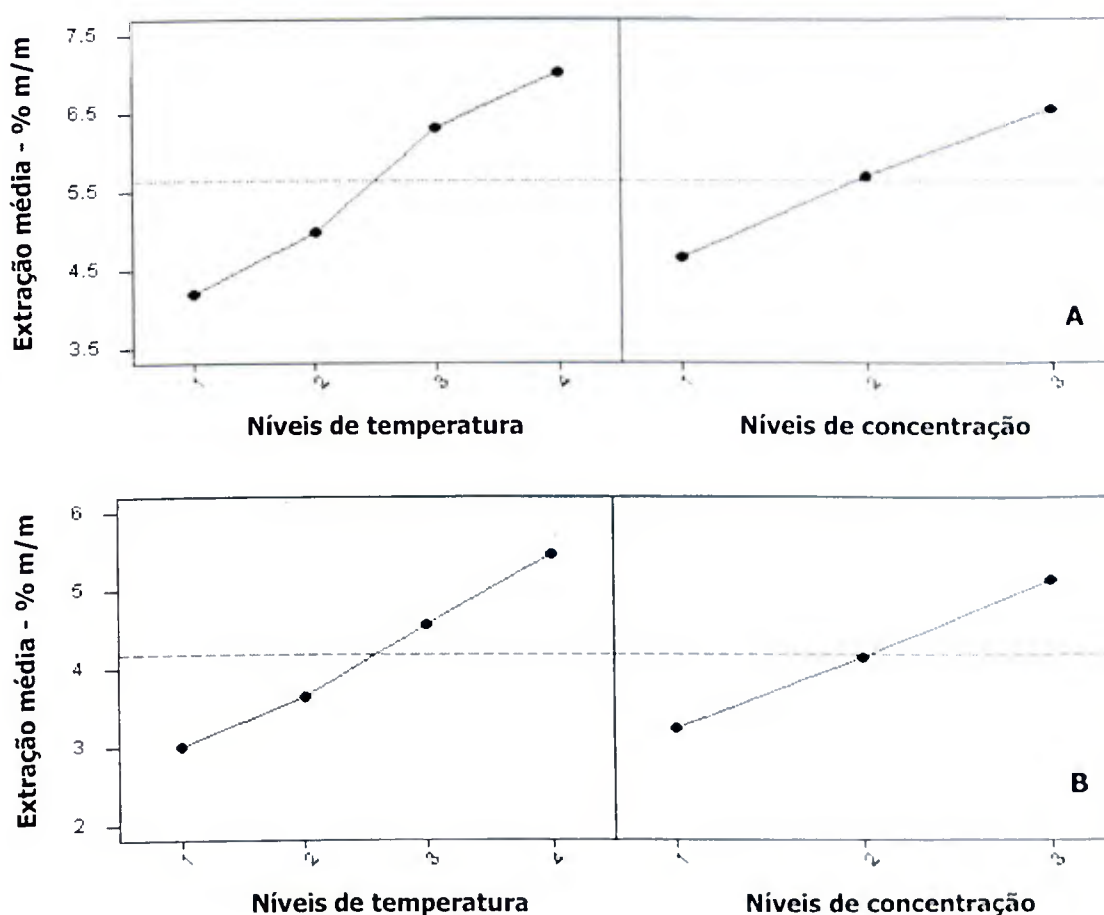 Extração média - % m/m
7.5
6.5
5.5
4.5
3.5
1 2 3 4
1 2 3
Níveis de temperatura
Níveis de concentração
A
Extração média - % m/m
6
5
4
3
2
1 2 3 4
1 2 3
Níveis de temperatura
Níveis de concentração
B